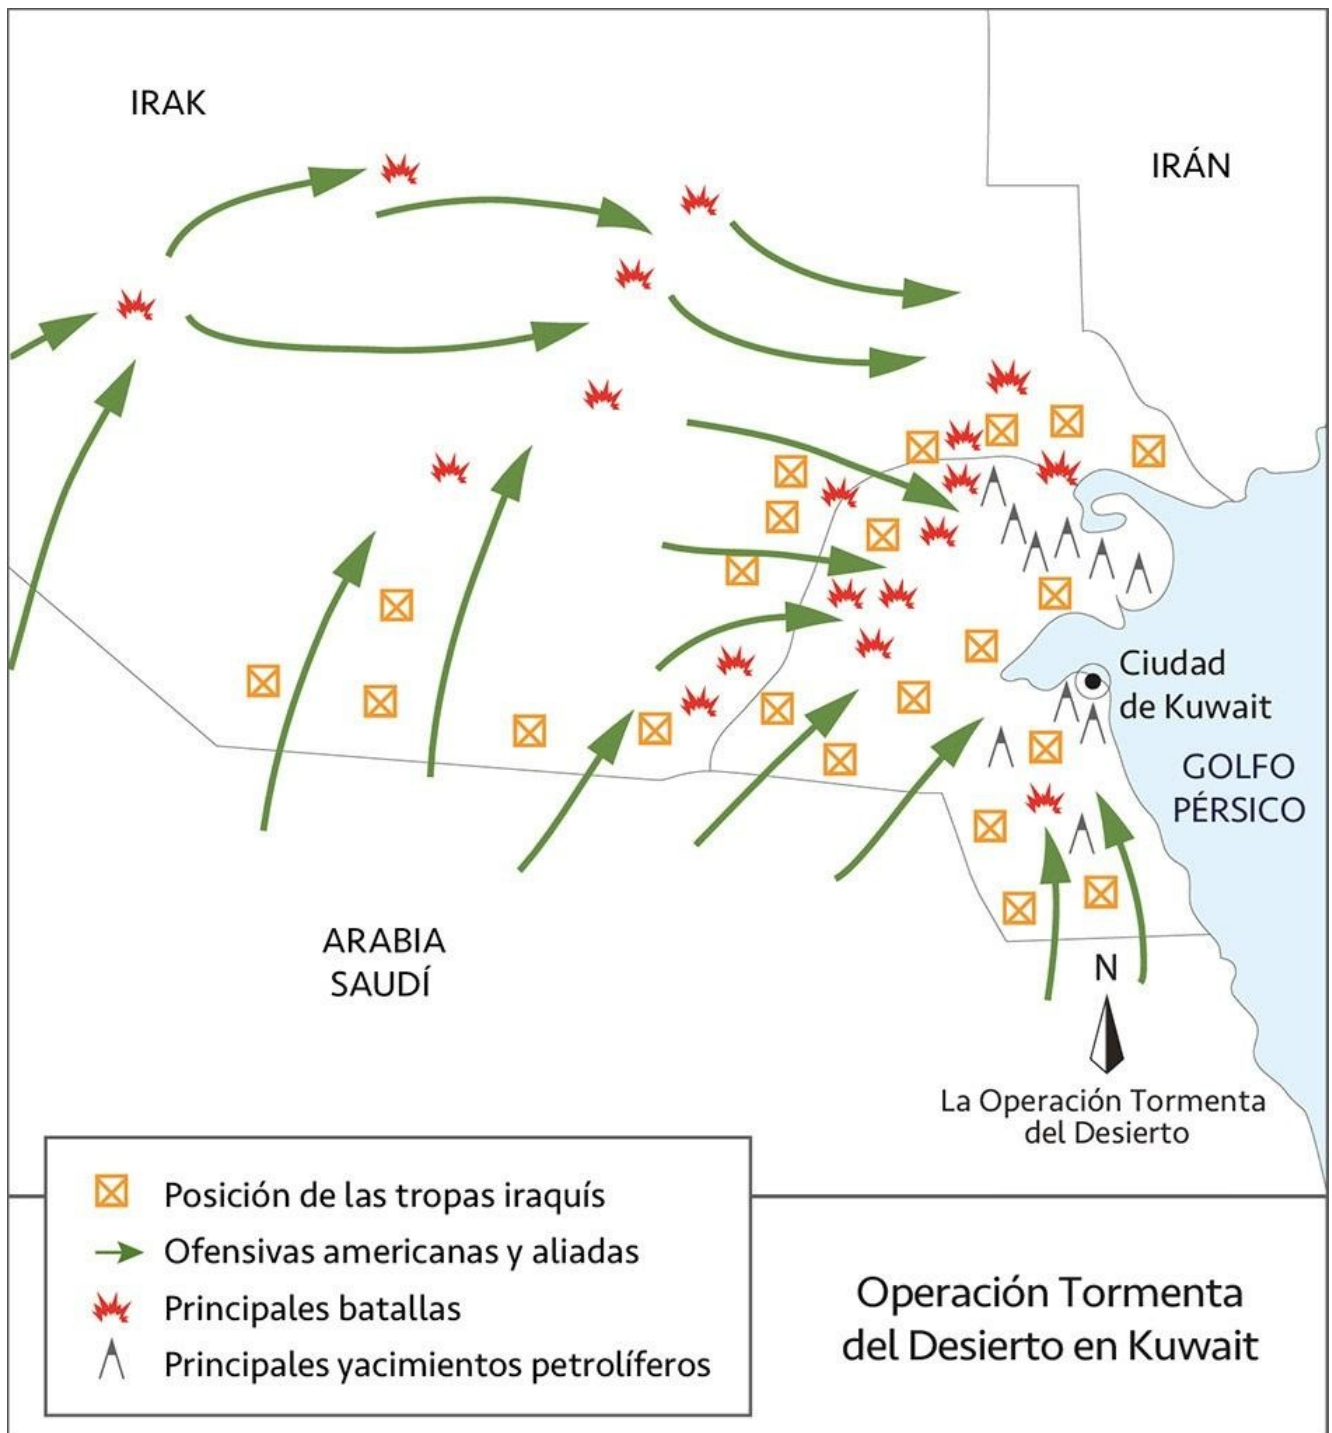 IRAK
IRÁN
Ciudad
de Kuwait
GOLFO
PÉRSICO
ARABIA
SAUDÍ
N
La Operación Tormenta
del Desierto
Posición de las tropas iraquís
Ofensivas americanas y aliadas
Principales batallas
Principales yacimientos petrolíferos
Operación Tormenta
del Desierto en Kuwait